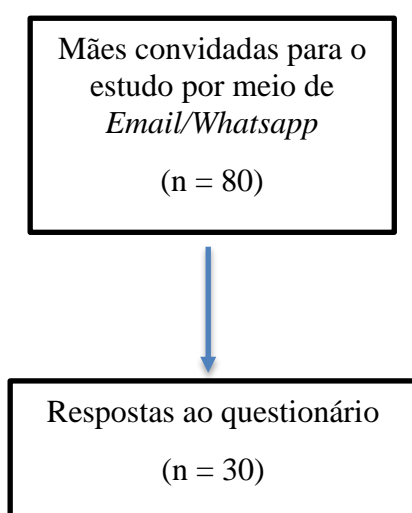 Mães convidadas para o
estudo por meio de
Email/Whatsapp
(n = 80)
Respostas ao questionário
(n = 30)